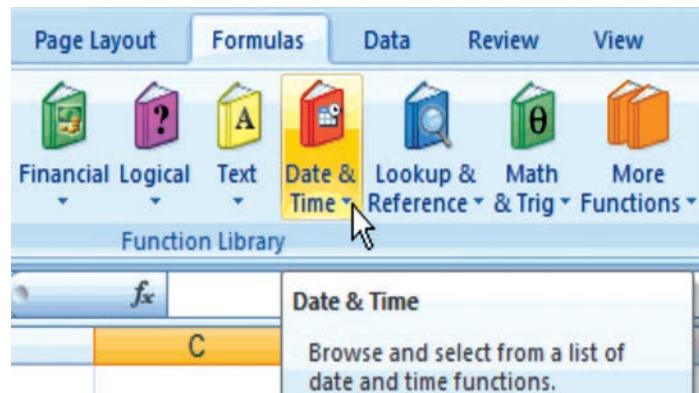 Page Layout Formulas Data Review View
? A θ
Financial Logical Text Date & Lookup & Math More
Time Reference & Trig Functions
Function Library
fx
Date & Time
C
Browse and select from a list of
date and time functions.